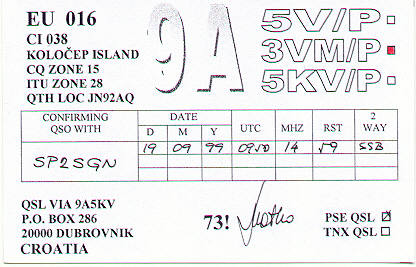 EU 016
CI 038
KOLOČEP ISLAND
CQ ZONE 15
ITU ZONE 28
QTH LOC JN92AQ
9A
5V/P
3VM/P
5KV/P
CONFIRMING QSO WITH
DATE
D M Y
UTC
MHZ
RST
2 WAY
SP2SGN 19 09 99 0950 14 59 SSB
QSL VIA 9A5KV
P.O. BOX 286
20000 DUBROVNIK
CROATIA
73!
PSE QSL
TNX QSL